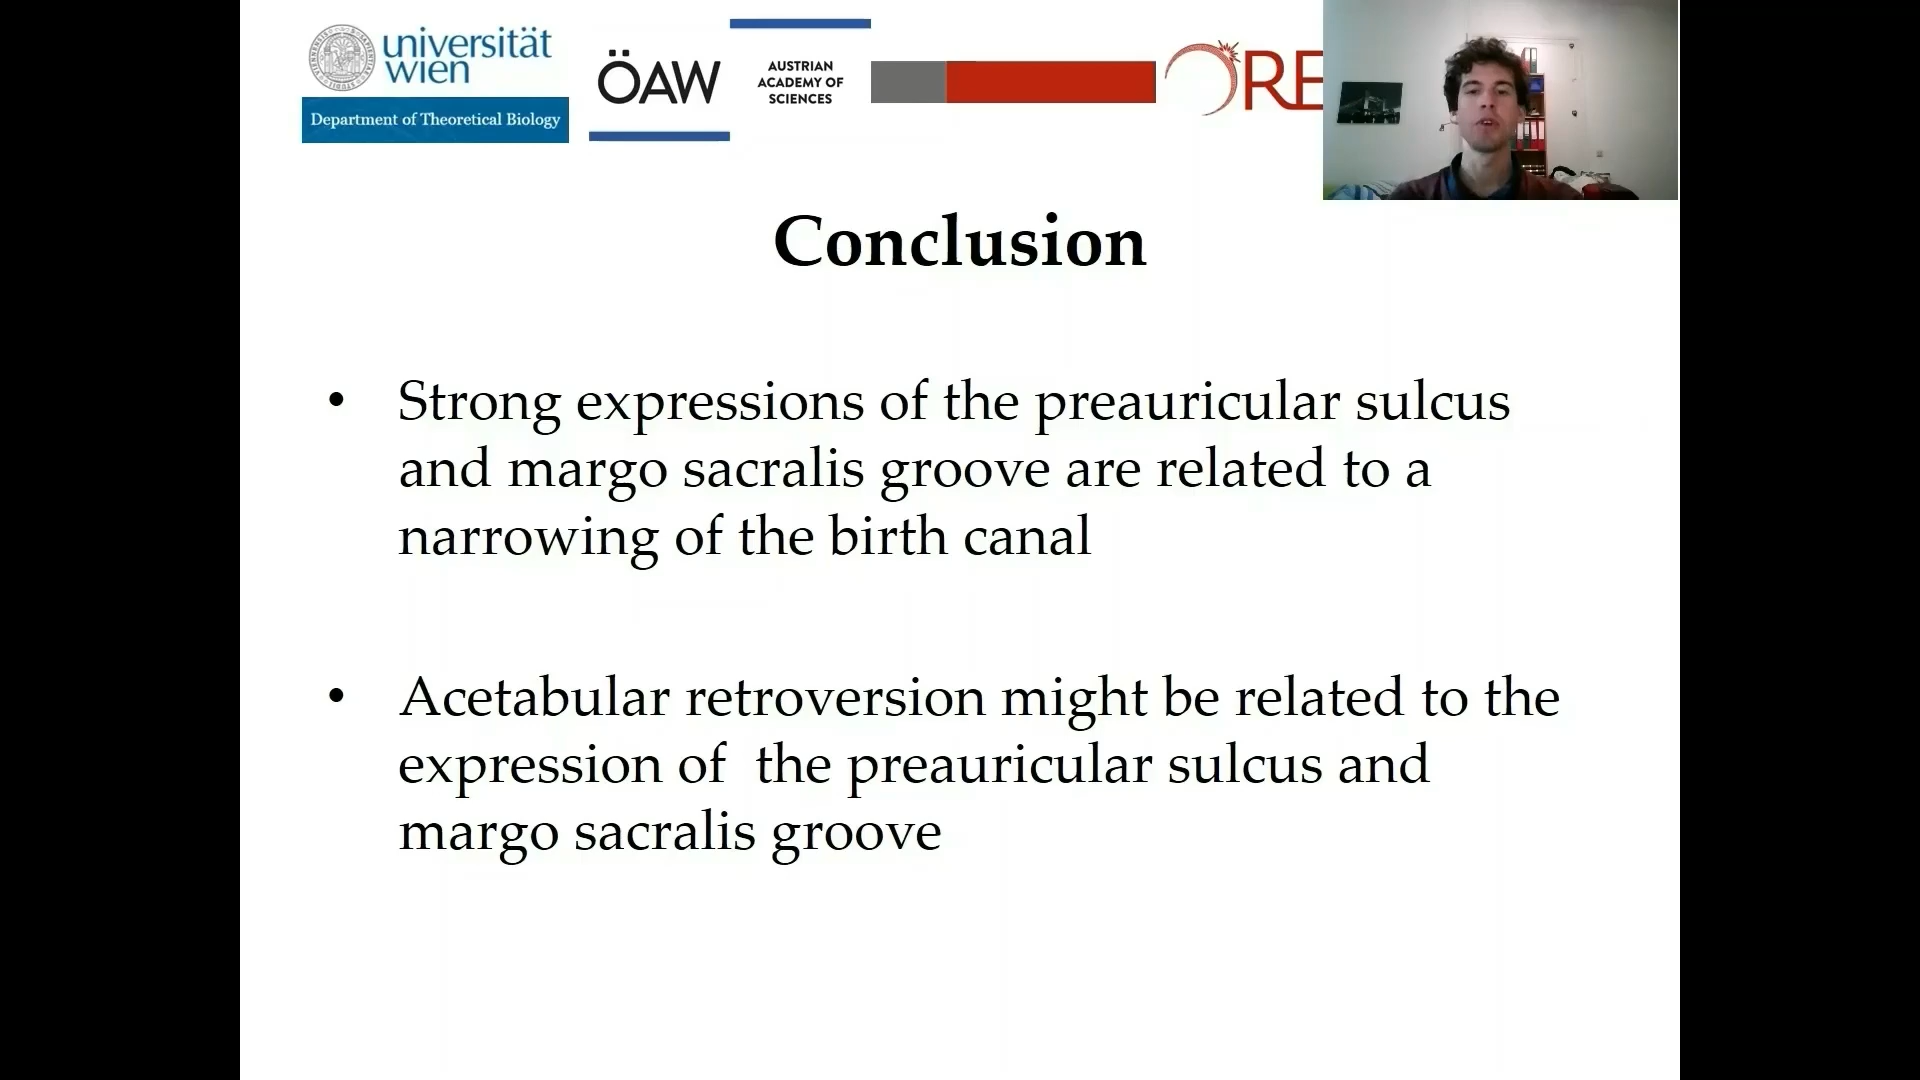 universität
wien
Department of Theoretical Biology
ÖAW
AUSTRIAN
ACADEMY OF
SCIENCES
Conclusion
• Strong expressions of the preauricular sulcus
and margo sacralis groove are related to a
narrowing of the birth canal
• Acetabular retroversion might be related to the
expression of  the preauricular sulcus and
margo sacralis groove